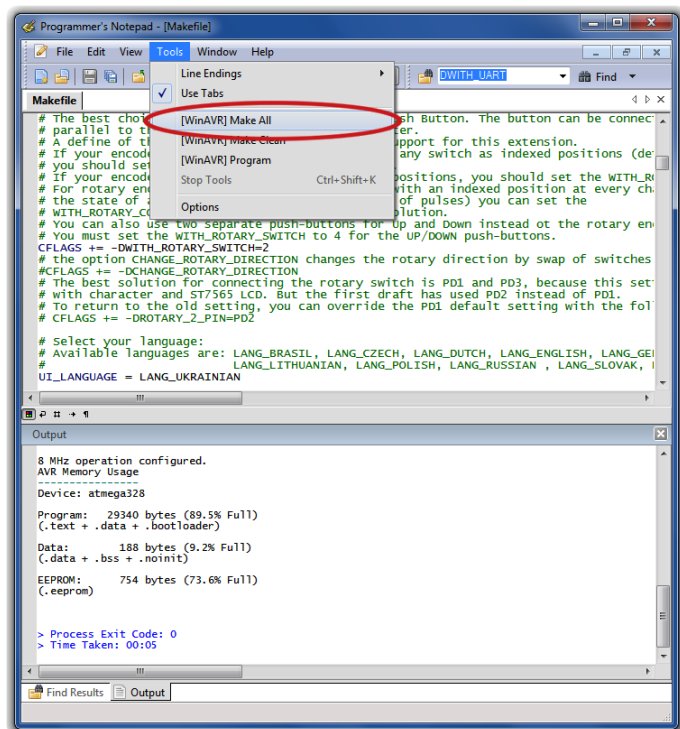 Programmer's Notepad - [Makefile]
File Edit View Tools Window Help
DWITH_UART Find
Line Endings
Use Tabs
[WinAVR] Make All
[WinAVR] Make Clean
[WinAVR] Program
Stop Tools Ctrl+Shift+K
Options
Makefile
# The best choi sh Button. The button can be connec
# parallel to th er.
# A define of th upport for this extension.
# If your encode any switch as indexed positions (de
# you should set
# If your encode positions, you should set the WITH_R
# For rotary en with an indexed position at every ch
# the state of a of pulses) you can set the
# WITH_ROTARY_CO olution.
# You can also use two separate push-buttons for Up and Down instead ot the rotary en
# You must set the WITH_ROTARY_SWITCH to 4 for the UP/DOWN push-buttons.
CFLAGS += -DWITH_ROTARY_SWITCH=2
# the option CHANGE_ROTARY_DIRECTION changes the rotary direction by swap of switches
#CFLAGS += -DCHANGE_ROTARY_DIRECTION
# The best solution for connecting the rotary switch is PD1 and PD3, because this set
# with character and ST7565 LCD. But the first draft has used PD2 instead of PD1.
# To return to the old setting, you can override the PD1 default setting with the fol
# CFLAGS += -DROTARY_2_PIN=PD2
# Select your language:
# Available languages are: LANG_BRASIL, LANG_CZECH, LANG_DUTCH, LANG_ENGLISH, LANG_GE
# LANG_LITHUANIAN, LANG_POLISH, LANG_RUSSIAN , LANG_SLOVAK,
UI_LANGUAGE = LANG_UKRAINIAN
Output
8 MHz operation configured.
AVR Memory Usage
----------------
Device: atmega328
Program: 29340 bytes (89.5% Full)
(.text + .data + .bootloader)
Data: 188 bytes (9.2% Full)
(.data + .bss + .noinit)
EEPROM: 754 bytes (73.6% Full)
(.eeprom)
> Process Exit Code: 0
> Time Taken: 00:05
Find Results Output